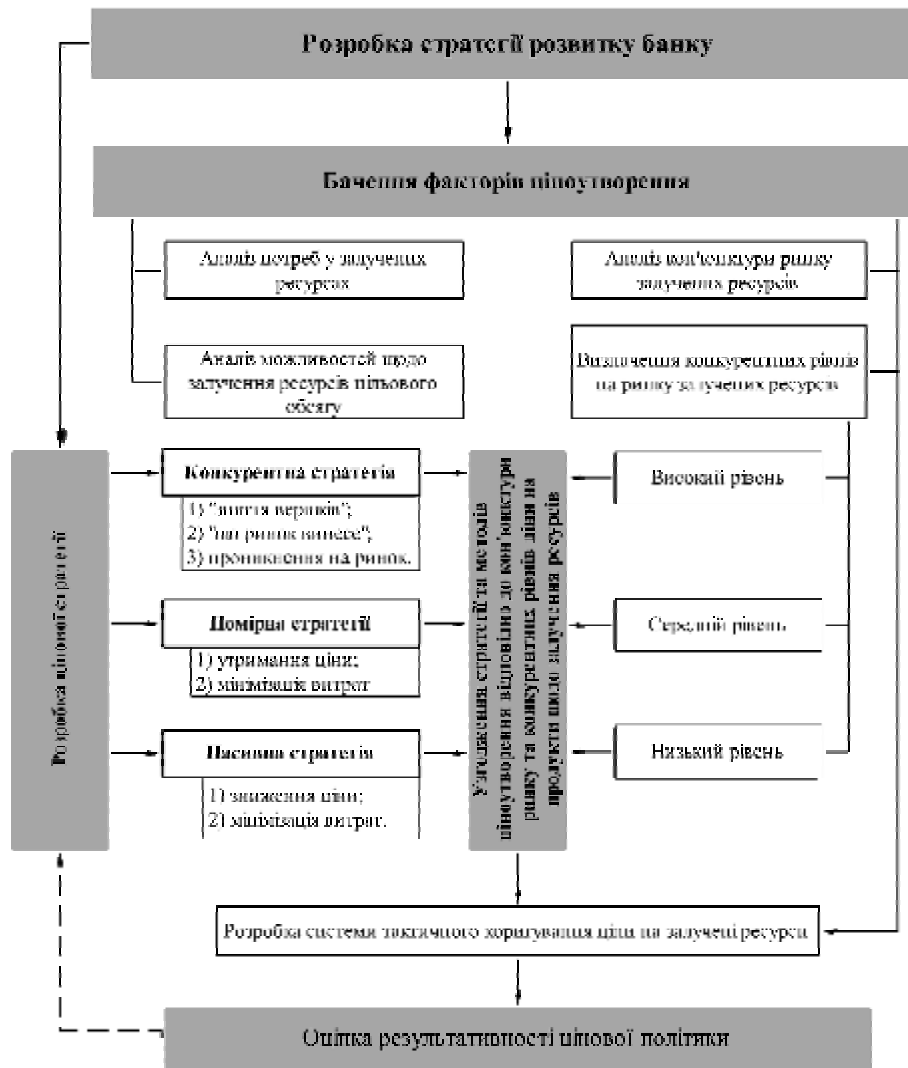 Розробка стратегії розвитку банку
Бачення факторів ціноутворення
Аналіз потреб у залучених
ресурсах
Аналіз кон'юнктури ринку
залучених ресурсів
Аналіз можливостей щодо
залучення ресурсів цільового
обсягу
Визначення конкурентних рівнів
на ринку залучених ресурсів
Розробка цінової стратегії
Конкурентна стратегія
1) "зняття вершків";
2) "що ринок винесе";
3) проникнення на ринок.
Помірна стратегії
1) утримання ціни;
2) мінімізація витрат
Пасивна стратегія
1) зниження ціни;
2) мінімізація витрат.
Узгодження стратегії та методів
ціноутворення відповідно до кон'юнктури
ринку та конкурентних рівнів ціни на
продукти щодо залучення ресурсів
Високий рівень
Середній рівень
Низький рівень
Розробка системи тактичного коригування ціни на залучені ресурси
Оцінка результативності цінової політики